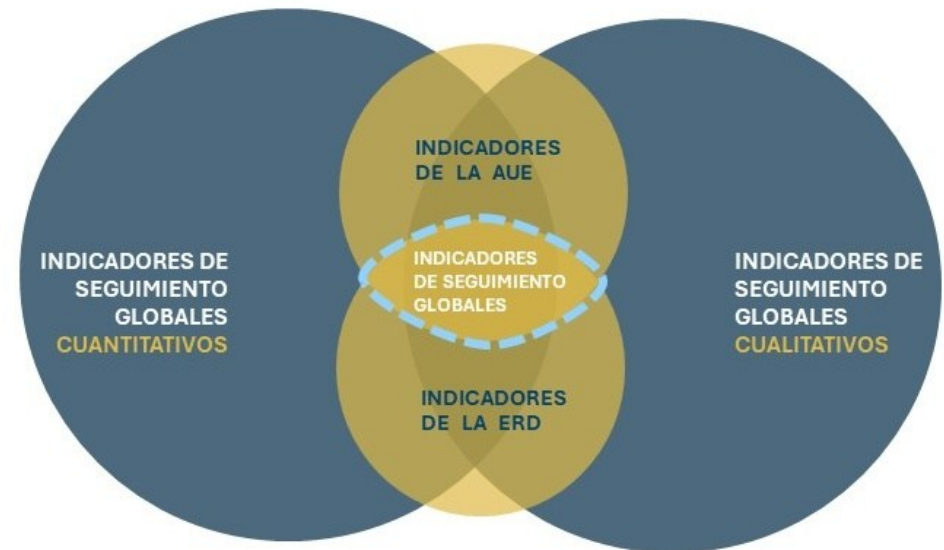 INDICADORES
DE LA AUE
INDICADORES DE
SEGUIMIENTO
GLOBALES
CUANTITATIVOS
INDICADORES
DE SEGUIMIENTO
GLOBALES
INDICADORES DE
SEGUIMIENTO
GLOBALES
CUALITATIVOS
INDICADORES
DE LA ERD